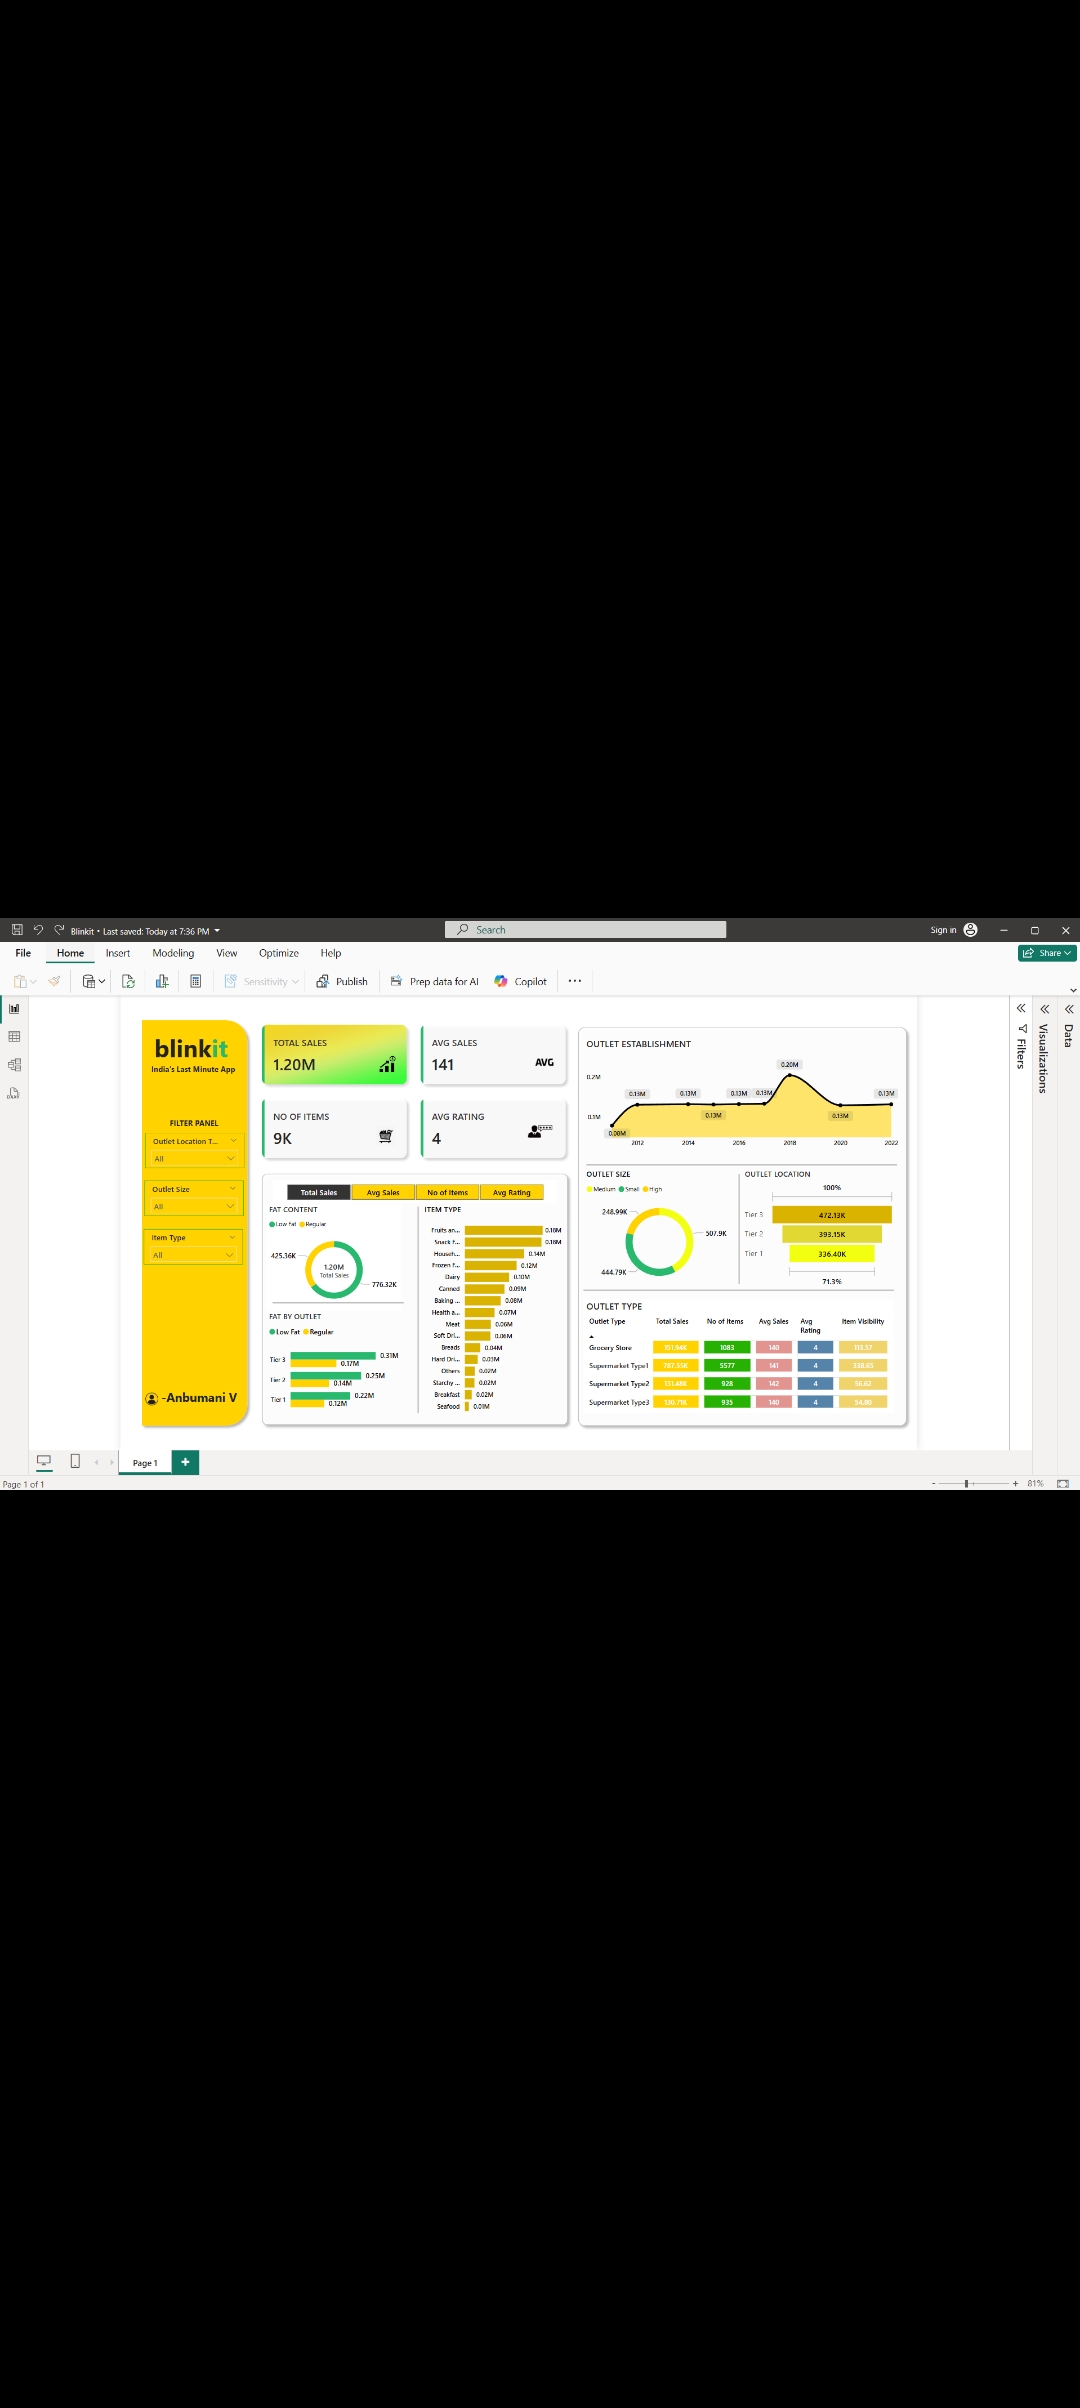 Blinkit • Last saved: Today at 7:36 PM
Search
Sign in
File Home Insert Modeling View Optimize Help
Share
Sensitivity Publish Prep data for AI Copilot ...
blinkit
India's Last Minute App
FILTER PANEL
Outlet Location T...
All
Outlet Size
All
Item Type
All
-Anbumani V
TOTAL SALES
1.20M
AVG SALES
141
AVG
NO OF ITEMS
9K
AVG RATING
4
Total Sales Avg Sales No of Items Avg Rating
FAT CONTENT
Low Fat Regular
425.36K
1.20M
Total Sales
776.32K
FAT BY OUTLET
Low Fat Regular
Tier 3 0.31M
0.17M
Tier 2 0.25M
0.14M
Tier 1 0.22M
0.12M
ITEM TYPE
Fruits an... 0.18M
Snack F... 0.18M
Househ... 0.14M
Frozen F... 0.12M
Dairy 0.10M
Canned 0.09M
Baking ... 0.08M
Health a... 0.07M
Meat 0.06M
Soft Dri... 0.06M
Breads 0.04M
Hard Dri... 0.03M
Others 0.02M
Starchy ... 0.02M
Breakfast 0.02M
Seafood 0.01M
OUTLET ESTABLISHMENT
0.2M
0.1M
0.08M 0.13M 0.13M 0.13M 0.13M 0.13M 0.20M 0.13M 0.13M
2012 2014 2016 2018 2020 2022
OUTLET SIZE
Medium Small High
248.99K
507.9K
444.79K
OUTLET LOCATION
100%
Tier 3 472.13K
Tier 2 393.15K
Tier 1 336.40K
71.3%
OUTLET TYPE
Outlet Type Total Sales No of Items Avg Sales Avg Rating Item Visibility
Grocery Store 151.94K 1083 140 4 113.57
Supermarket Type1 787.55K 5577 141 4 338.65
Supermarket Type2 131.48K 928 142 4 56.62
Supermarket Type3 130.71K 935 140 4 54.80
Filters
Visualizations
Data
Page 1
+
Page 1 of 1
- + 81%